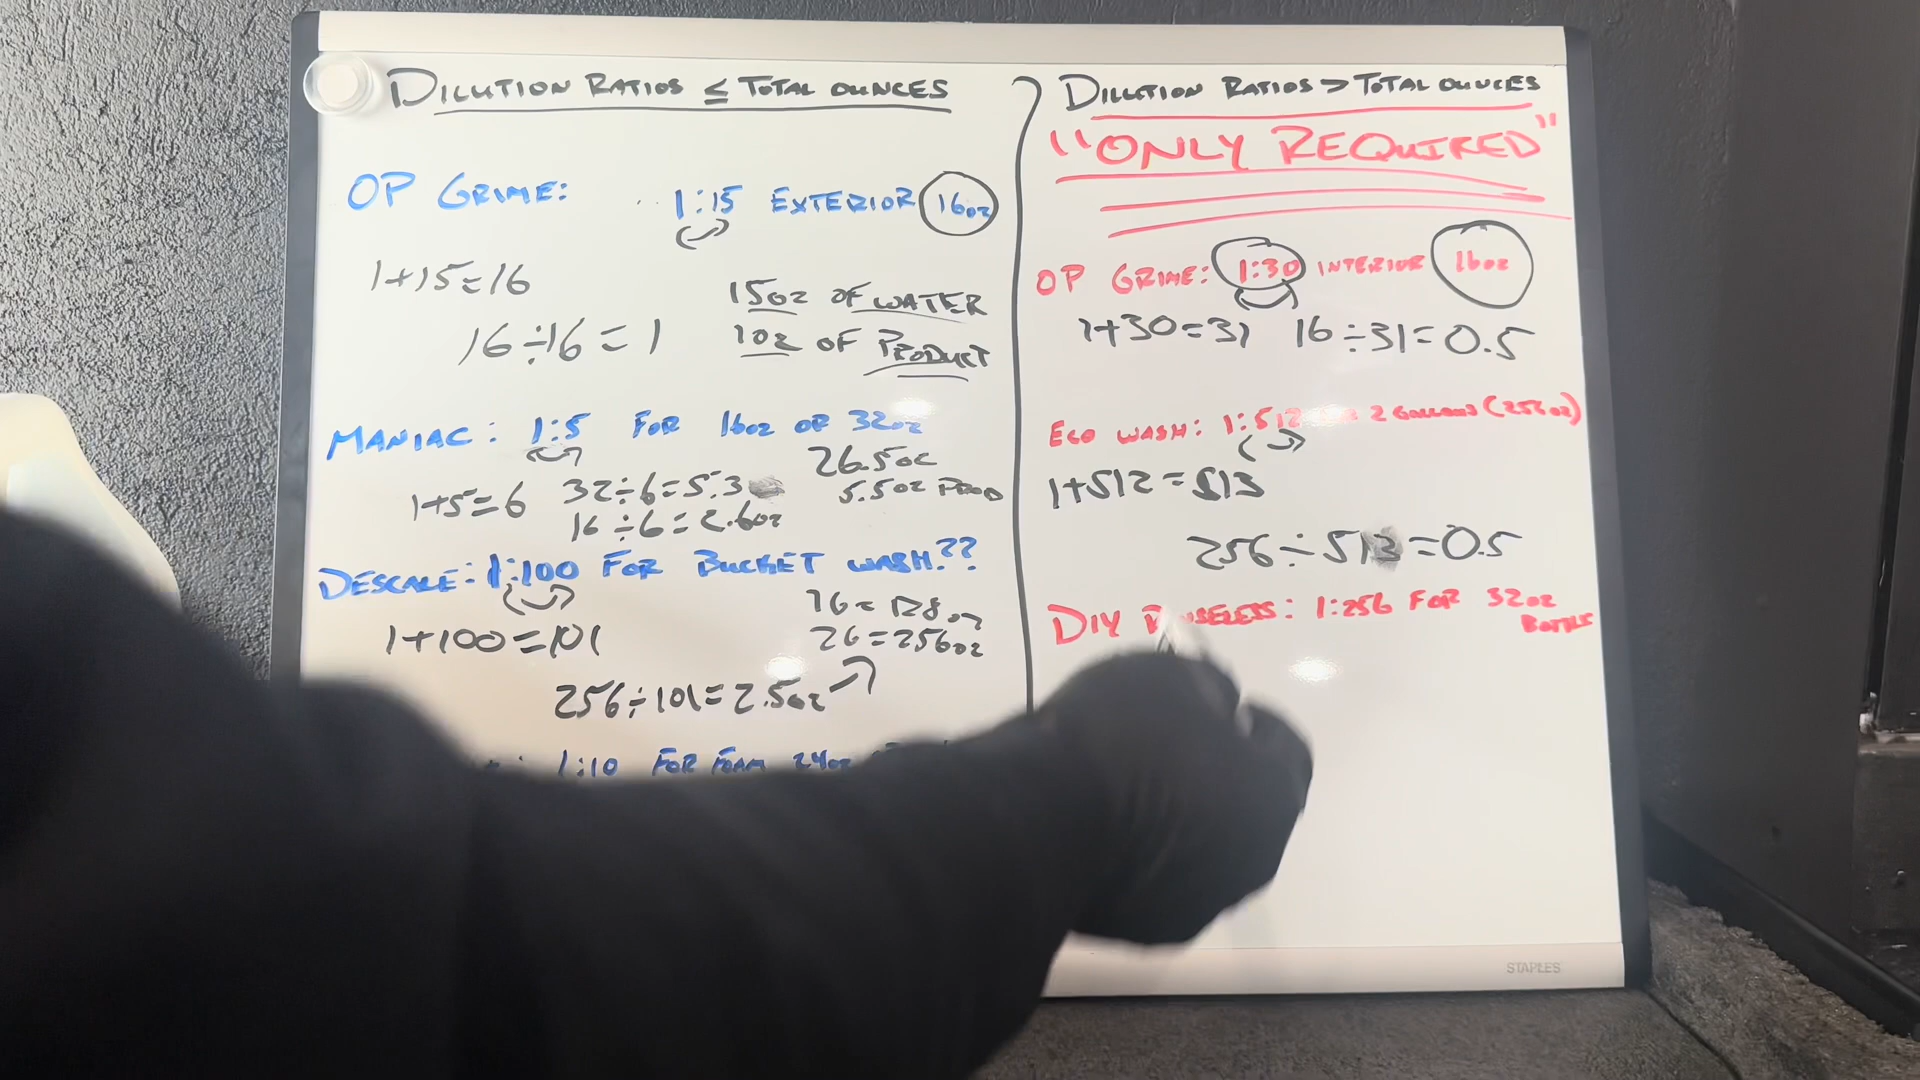 DILUTION RATIOS ≤ TOTAL OUNCES
OP GRIME: 1:15 EXTERIOR 16oz
1+15=16
16÷16=1
15oz OF WATER
1oz OF PRODUCT
MANIAC: 1:5 FOR 16oz OR 32oz
1+5=6
32÷6=5.3
16÷6=2.6oz
26.5oz
5.5oz PROD
DESCALE: 1:100 FOR BUCKET WASH??
1+100=101
1G=128oz
2G=256oz
256÷101=2.5oz
1:10 FOR FOAM 24oz
DILUTION RATIOS > TOTAL OUNCES
"ONLY REQUIRED"
OP GRIME: 1:30 INTERIOR 16oz
1+30=31 16÷31=0.5
ECO WASH: 1:512 2 GALLONS (256oz)
1+512=513
256÷513=0.5
DIY RINSELESS: 1:256 FOR 32oz
BOTTLE
STAPLES